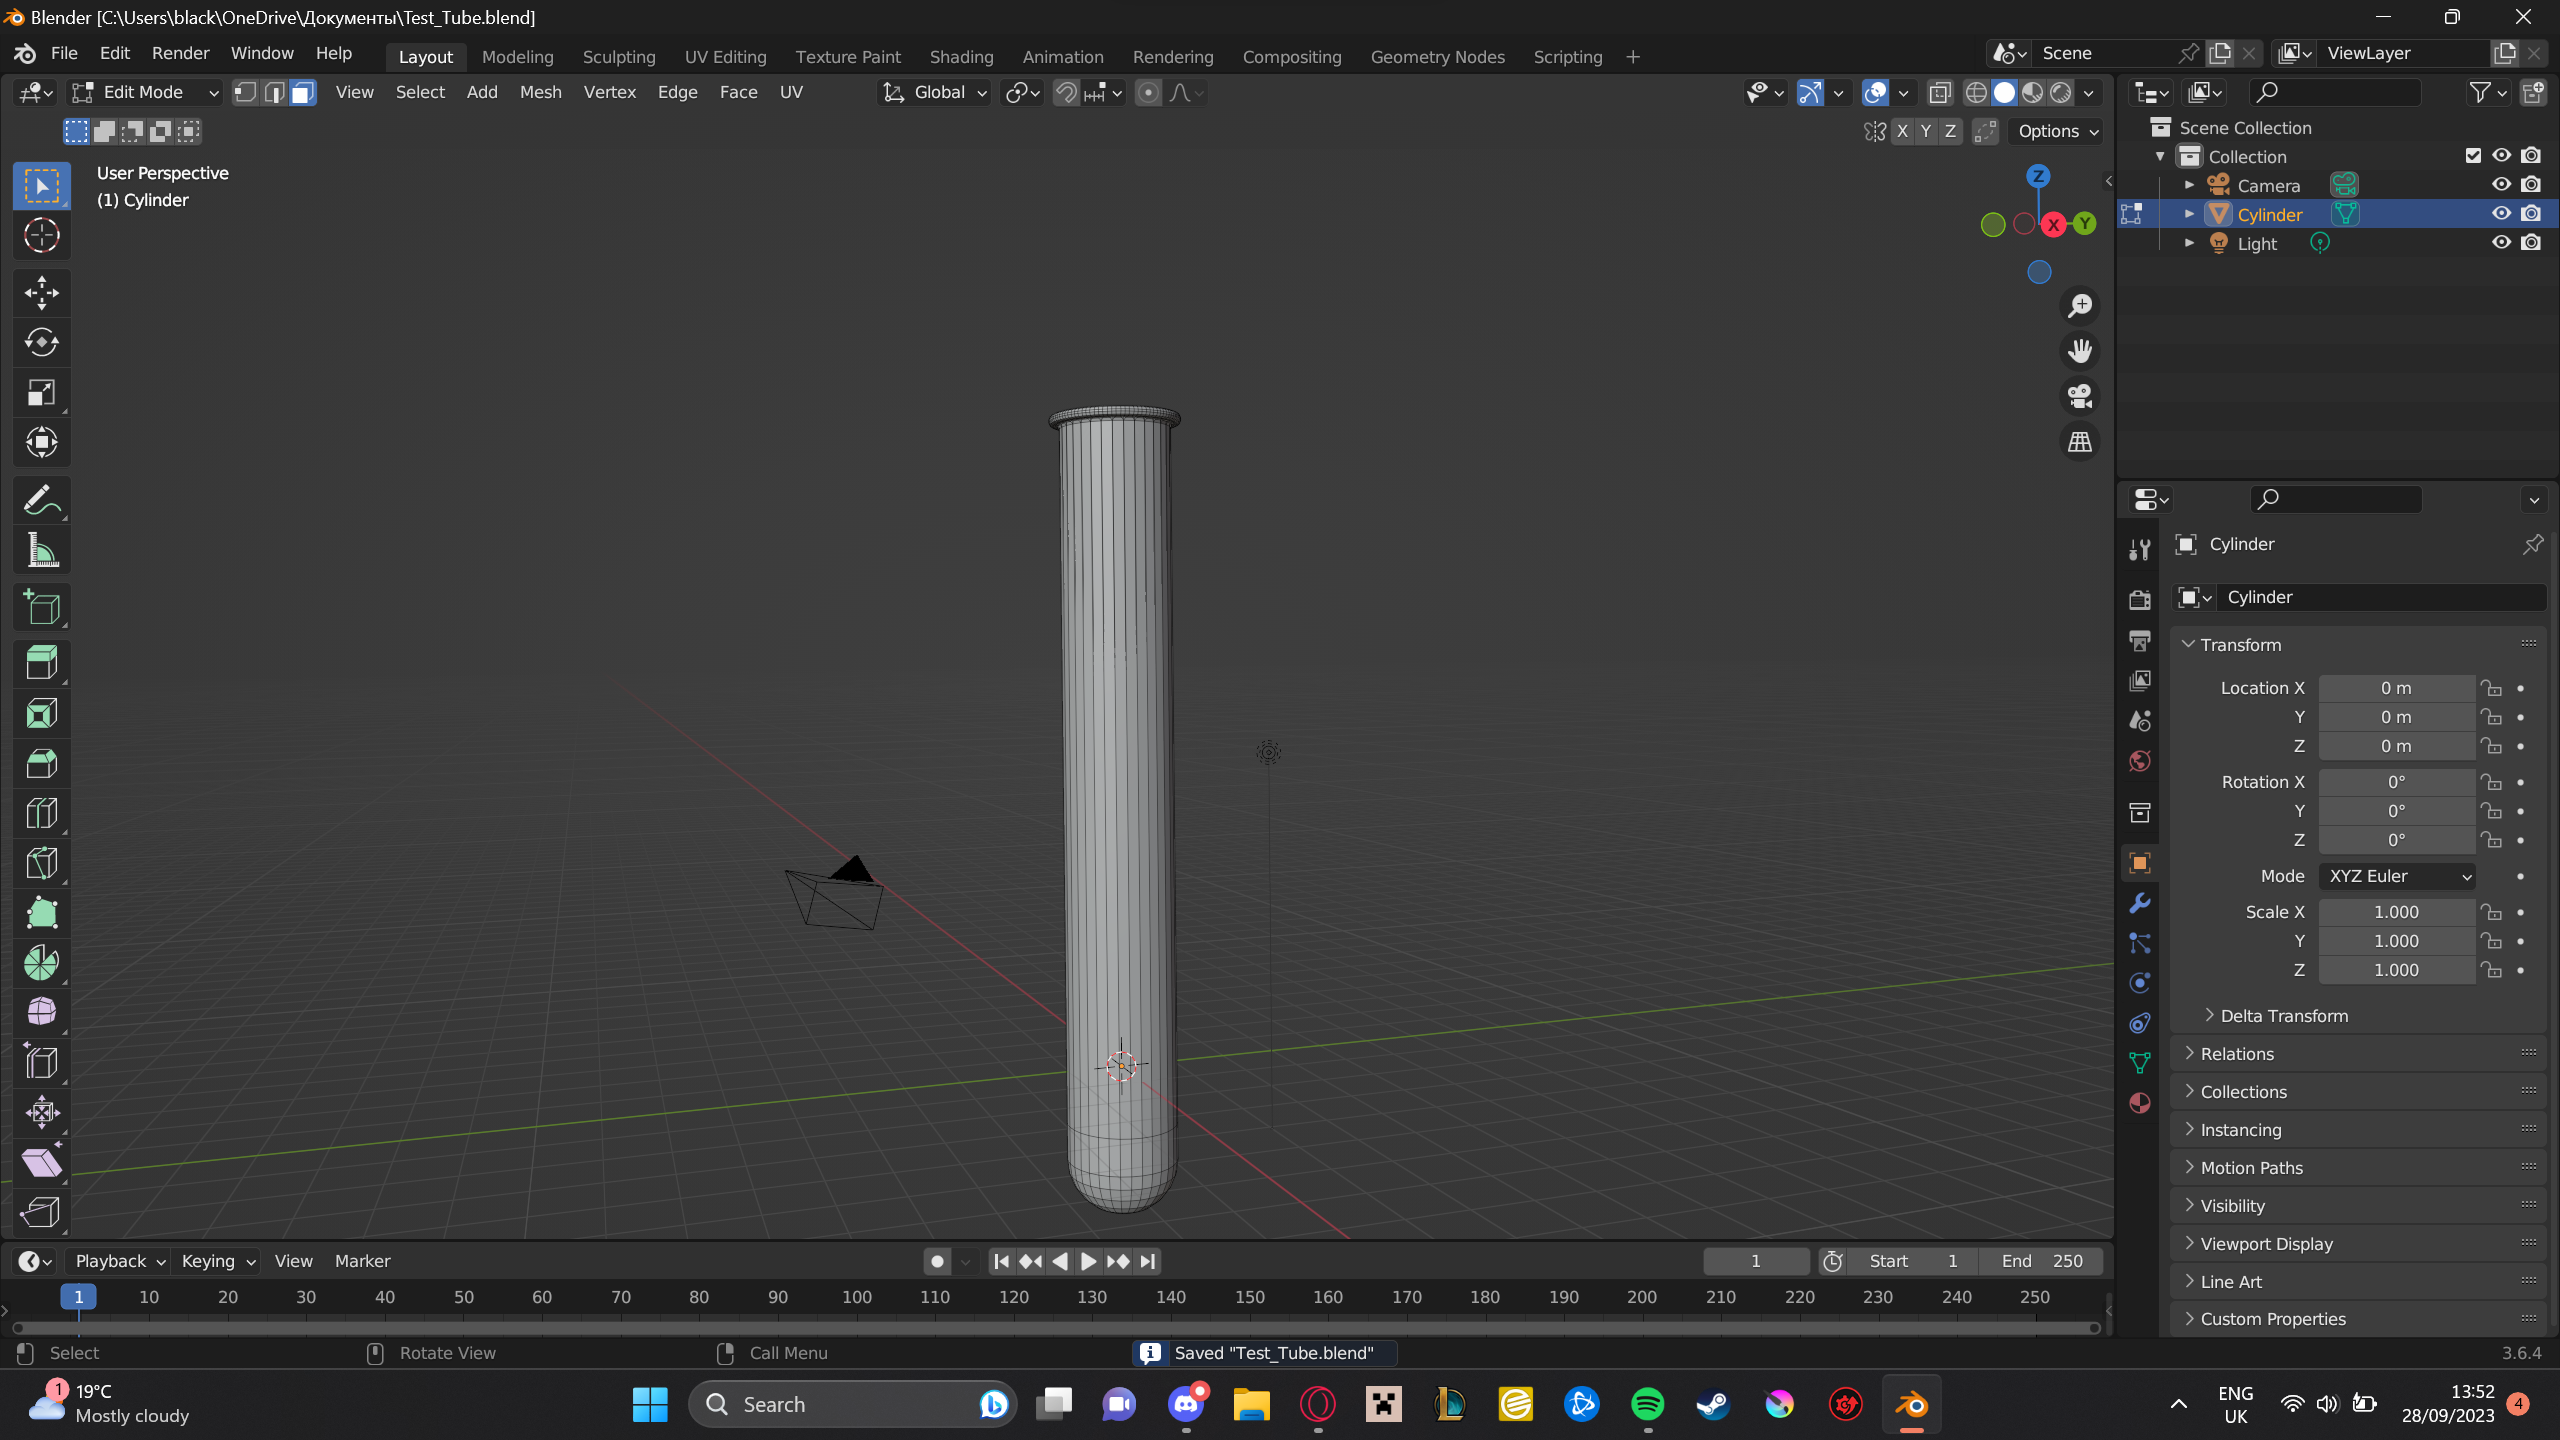 Blender [C:\Users\black\OneDrive\Документы\Test_Tube.blend]
File Edit Render Window Help Layout Modeling Sculpting UV Editing Texture Paint Shading Animation Rendering Compositing Geometry Nodes Scripting + Scene ViewLayer
Edit Mode View Select Add Mesh Vertex Edge Face UV Global
X Y Z Options
User Perspective
(1) Cylinder
Z
X Y
Scene Collection
Collection
Camera
Cylinder
Light
Cylinder
Cylinder
Transform
Location X 0 m
Y 0 m
Z 0 m
Rotation X 0°
Y 0°
Z 0°
Mode XYZ Euler
Scale X 1.000
Y 1.000
Z 1.000
Delta Transform
Relations
Collections
Instancing
Motion Paths
Visibility
Viewport Display
Line Art
Custom Properties
Playback Keying View Marker 1 Start 1 End 250
1 10 20 30 40 50 60 70 80 90 100 110 120 130 140 150 160 170 180 190 200 210 220 230 240 250
Select Rotate View Call Menu Saved "Test_Tube.blend" 3.6.4
1 19°C
Mostly cloudy
Search
ENG
UK
13:52
28/09/2023
4